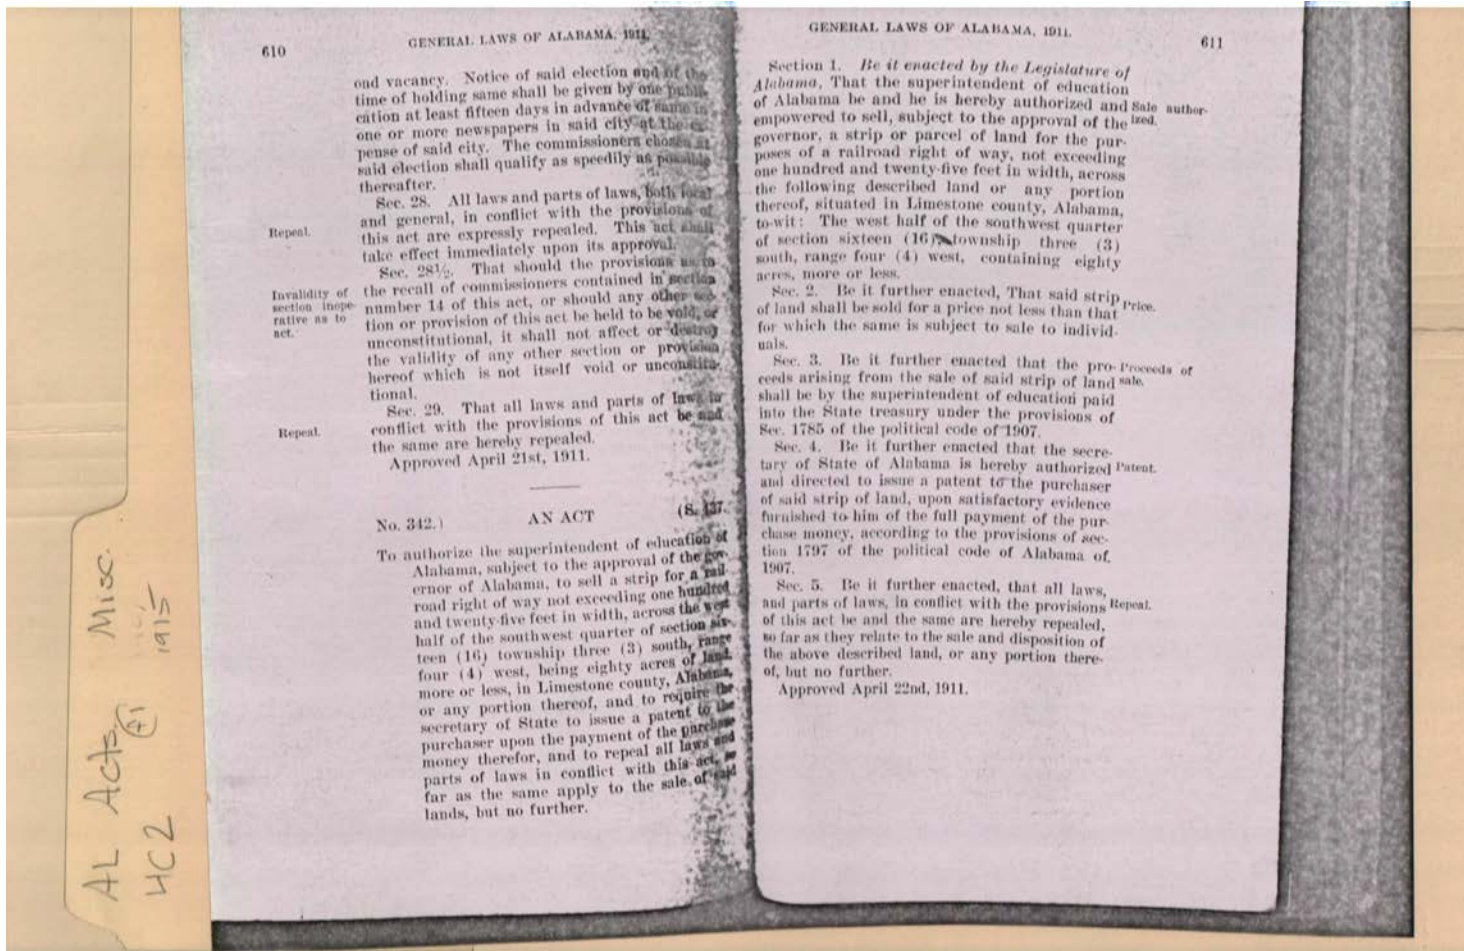 610
GENERAL LAWS OF ALABAMA, 1911.
ond vacancy. Notice of said election and of the
time of holding same shall be given by one publi-
cation at least fifteen days in advance of same in
one or more newspapers in said city at the ex-
pense of said city. The commissioners chosen at
said election shall qualify as speedily as possible
thereafter.
Sec. 28. All laws and parts of laws, both local
and general, in conflict with the provisions of
Repeal.
this act are expressly repealed. This act shall
take effect immediately upon its approval.
Sec. 28½. That should the provisions as to
Invalidity of
section inope-
rative as to
act.
the recall of commissioners contained in section
number 14 of this act, or should any other sec-
tion or provision of this act be held to be void, or
unconstitutional, it shall not affect or destroy
the validity of any other section or provision
hereof which is not itself void or unconstitu-
tional.
Sec. 29. That all laws and parts of laws in
Repeal.
conflict with the provisions of this act be and
the same are hereby repealed.
Approved April 21st, 1911.
No. 342.) AN ACT (S. 437.
To authorize the superintendent of education of
Alabama, subject to the approval of the gov-
ernor of Alabama, to sell a strip for a rail-
road right of way not exceeding one hundred
and twenty-five feet in width, across the west
half of the southwest quarter of section six-
teen (16) township three (3) south, range
four (4) west, being eighty acres of land,
more or less, in Limestone county, Alabama,
or any portion thereof, and to require the
secretary of State to issue a patent to the
purchaser upon the payment of the purchase
money therefor, and to repeal all laws and
parts of laws in conflict with this act, so
far as the same apply to the sale of said
lands, but no further.
GENERAL LAWS OF ALABAMA, 1911.
611
Section 1. Be it enacted by the Legislature of
Alabama, That the superintendent of education
of Alabama be and he is hereby authorized and
Sale author-
ized.
empowered to sell, subject to the approval of the
governor, a strip or parcel of land for the pur-
poses of a railroad right of way, not exceeding
one hundred and twenty-five feet in width, across
the following described land or any portion
thereof, situated in Limestone county, Alabama,
to-wit: The west half of the southwest quarter
of section sixteen (16) township three (3)
south, range four (4) west, containing eighty
acres, more or less.
Sec. 2. Be it further enacted, That said strip
of land shall be sold for a price not less than that
Price.
for which the same is subject to sale to individ-
uals.
Sec. 3. Be it further enacted that the pro-
Proceeds of
sale.
ceeds arising from the sale of said strip of land
shall be by the superintendent of education paid
into the State treasury under the provisions of
Sec. 1785 of the political code of 1907.
Sec. 4. Be it further enacted that the secre-
tary of State of Alabama is hereby authorized
Patent.
and directed to issue a patent to the purchaser
of said strip of land, upon satisfactory evidence
furnished to him of the full payment of the pur-
chase money, according to the provisions of sec-
tion 1797 of the political code of Alabama of,
1907.
Sec. 5. Be it further enacted, that all laws,
and parts of laws, in conflict with the provisions
Repeal.
of this act be and the same are hereby repealed,
so far as they relate to the sale and disposition of
the above described land, or any portion there-
of, but no further.
Approved April 22nd, 1911.
AL Acts, Misc.
HC2
1915